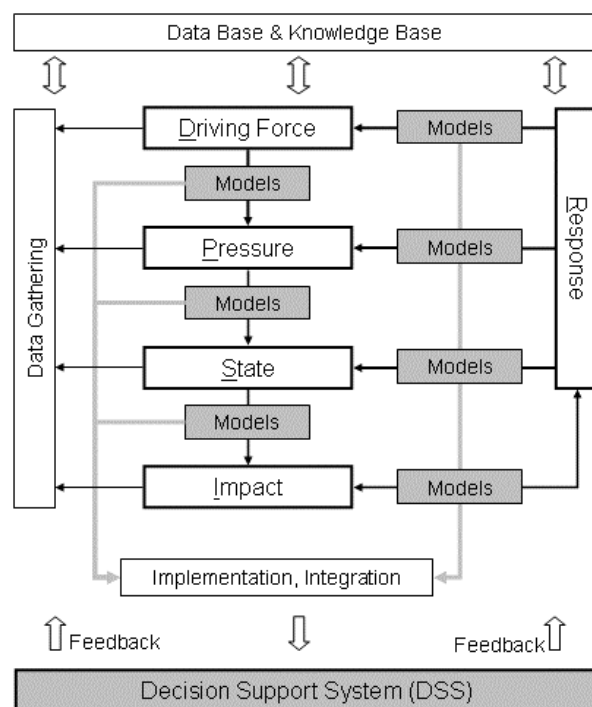 Data Base & Knowledge Base
Driving Force
Models
Models
Pressure
Models
Models
State
Models
Models
Impact
Models
Data Gathering
Response
Implementation, Integration
Feedback
Feedback
Decision Support System (DSS)